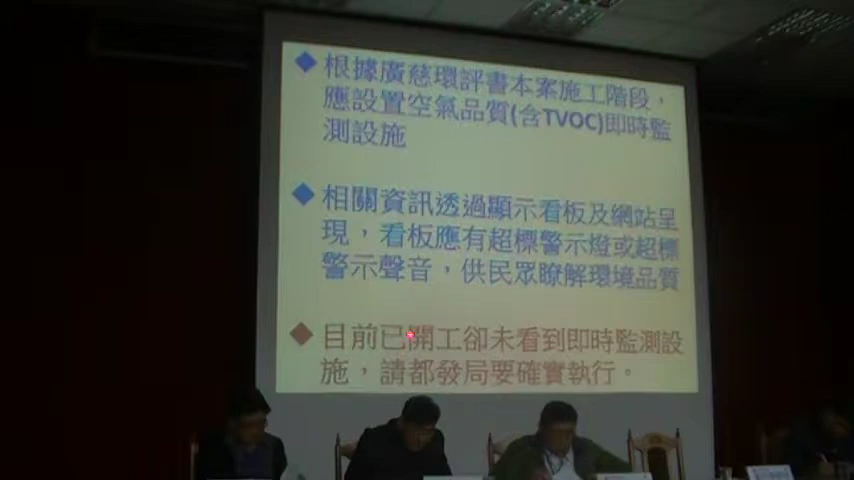 ◆根據廣慈環評書本案施工階段，
應設置空氣品質(含TVOC)即時監
測設施
◆相關資訊透過顯示看板及網站呈
現，看板應有超標警示燈或超標
警示聲音，供民眾瞭解環境品質
◆目前已開工卻未看到即時監測設
施，請都發局要確實執行。